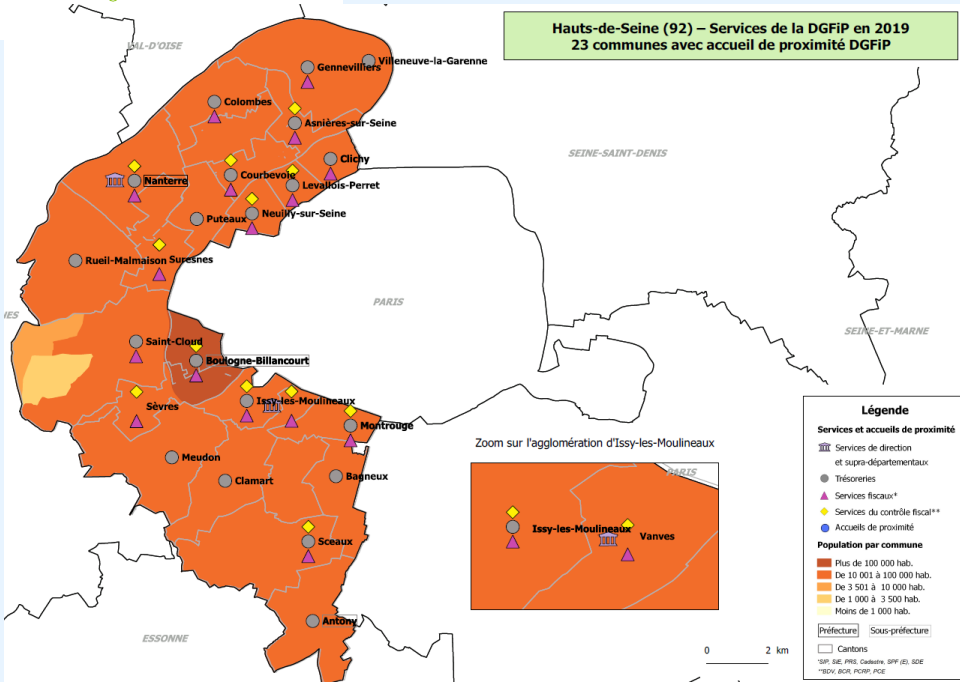 Hauts-de-Seine (92) – Services de la DGFiP en 2019
23 communes avec accueil de proximité DGFiP
VAL-D'OISE
Villeneuve-la-Garenne
Gennevilliers
Colombes
Asnières-sur-Seine
SEINE-SAINT-DENIS
Clichy
Courbevoie
Nanterre
Levallois-Perret
Neuilly-sur-Seine
Puteaux
Rueil-Malmaison
Suresnes
PARIS
SEINE-ET-MARNE
Saint-Cloud
Boulogne-Billancourt
Sèvres
Issy-les-Moulineaux
Montrouge
Meudon
Clamart
Bagneux
Sceaux
Antony
ESSONNE
Zoom sur l'agglomération d'Issy-les-Moulineaux
PARIS
Issy-les-Moulineaux
Vanves
0 2 km
Légende
Services et accueils de proximité
Services de direction
et supra-départementaux
Trésoreries
Services fiscaux*
Services du contrôle fiscal**
Accueils de proximité
Population par commune
Plus de 100 000 hab.
De 10 001 à 100 000 hab.
De 3 501 à 10 000 hab.
De 1 000 à 3 500 hab.
Moins de 1 000 hab.
Préfecture Sous-préfecture
Cantons
*SIP, SIE, PRS, Cadastre, SPF (E), SDE
**BDV, BCR, PCRP, PCE